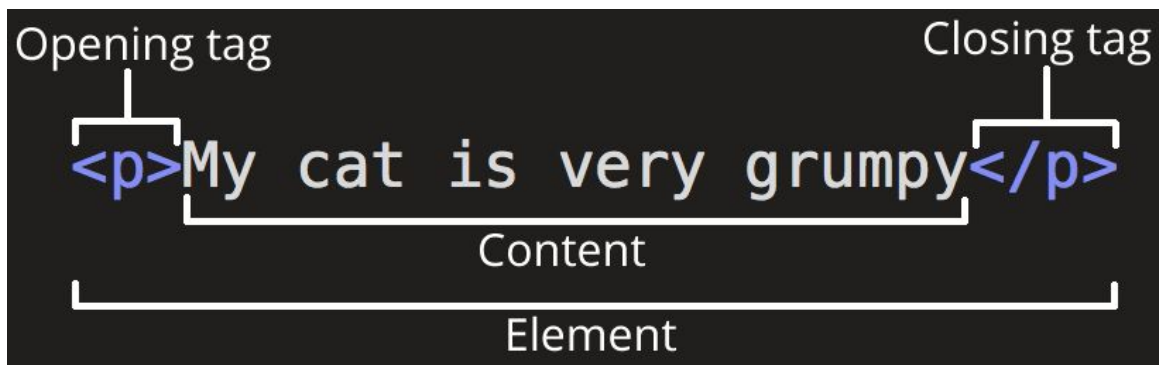 Opening tag
Closing tag
<p>My cat is very grumpy</p>
Content
Element